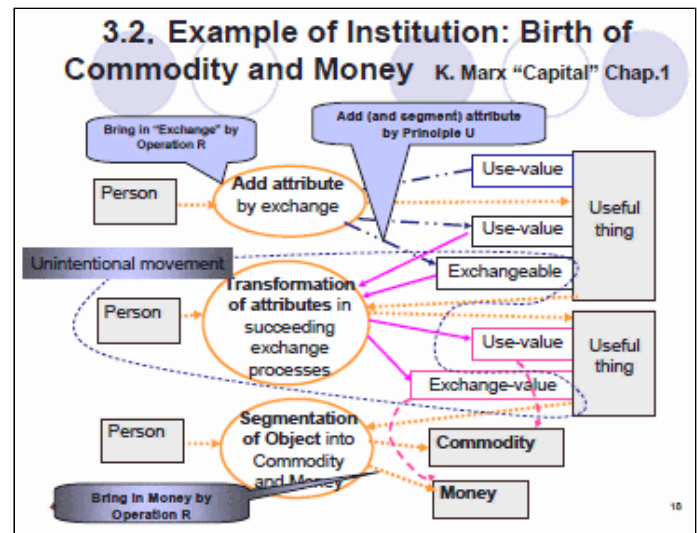 3.2. Example of Institution: Birth of
Commodity and Money K. Marx "Capital" Chap.1
Bring in "Exchange" by
Operation R
Add (and segment) attribute
by Principle U
Person
Add attribute
by exchange
Use-value
Use-value
Exchangeable
Useful
thing
Unintentional movement
Person
Transformation
of attributes in
succeeding
exchange
processes
Use-value
Exchange-value
Useful
thing
Person
Segmentation
of Object into
Commodity
and Money
Commodity
Money
Bring in Money by
Operation R